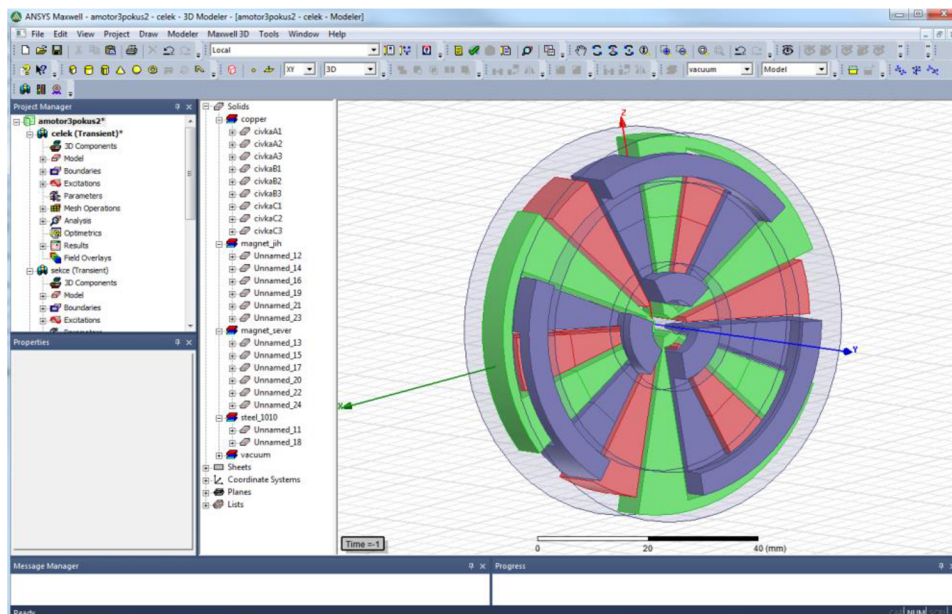 ANSYS Maxwell - amotor3pokus2 - celek - 3D Modeler - [amotor3pokus2 - celek - Modeler]
File Edit View Project Draw Modeler Maxwell 3D Tools Window Help
Local
XY 3D vacuum Model
Project Manager
amotor3pokus2*
celek (Transient)*
3D Components
Model
Boundaries
Excitations
Parameters
Mesh Operations
Analysis
Optimetrics
Results
Field Overlays
sekce (Transient)
3D Components
Model
Boundaries
Excitations
Properties
Solids
copper
civkaA1
civkaA2
civkaA3
civkaB1
civkaB2
civkaB3
civkaC1
civkaC2
civkaC3
magnet_jih
Unnamed_12
Unnamed_14
Unnamed_16
Unnamed_19
Unnamed_21
Unnamed_23
magnet_sever
Unnamed_13
Unnamed_15
Unnamed_17
Unnamed_20
Unnamed_22
Unnamed_24
steel_1010
Unnamed_11
Unnamed_18
vacuum
Sheets
Coordinate Systems
Planes
Lists
Z
Y
X
Time =-1
0 20 40 (mm)
Message Manager
Progress
Ready
NUM